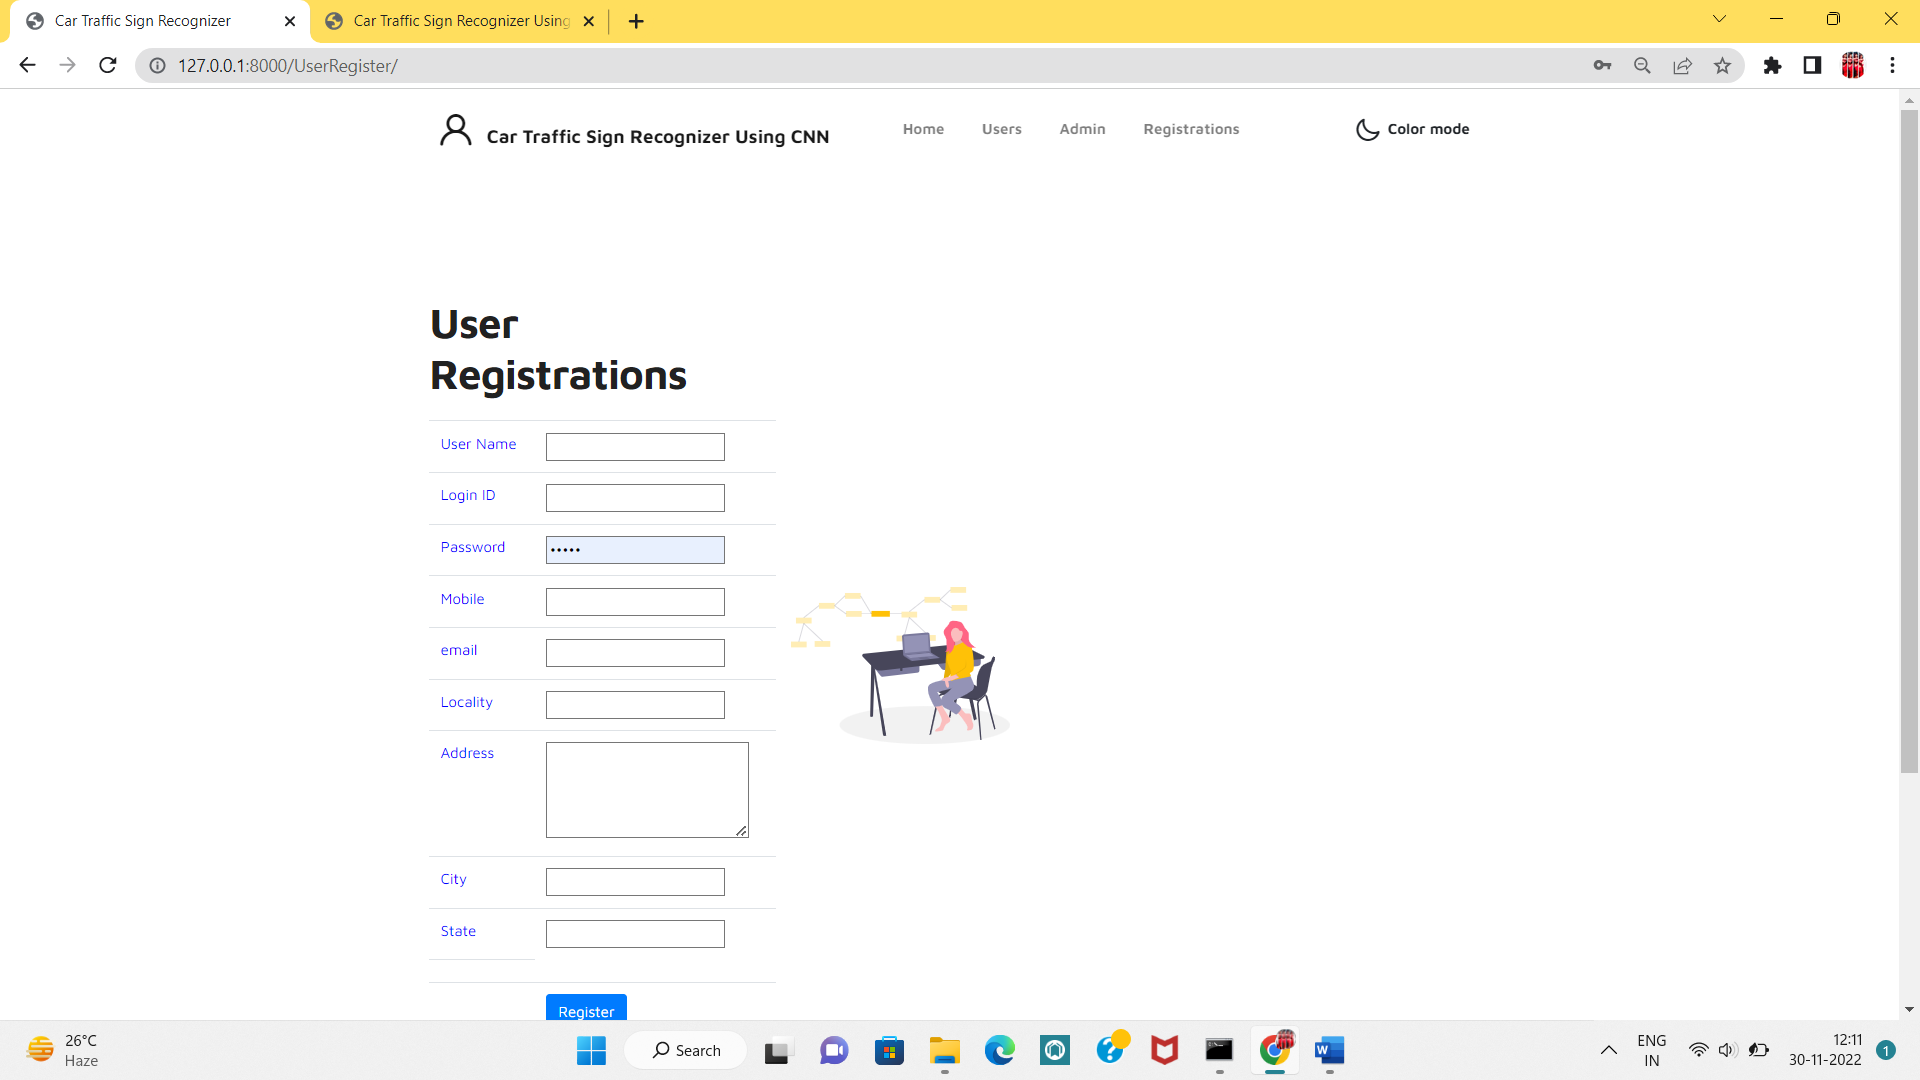 Car Traffic Sign Recognizer
Car Traffic Sign Recognizer Using
127.0.0.1:8000/UserRegister/
Car Traffic Sign Recognizer Using CNN
Home
Users
Admin
Registrations
Color mode
User
Registrations
User Name
Login ID
Password
Mobile
email
Locality
Address
City
State
Register
26°C
Haze
Search
ENG
IN
12:11
30-11-2022
1